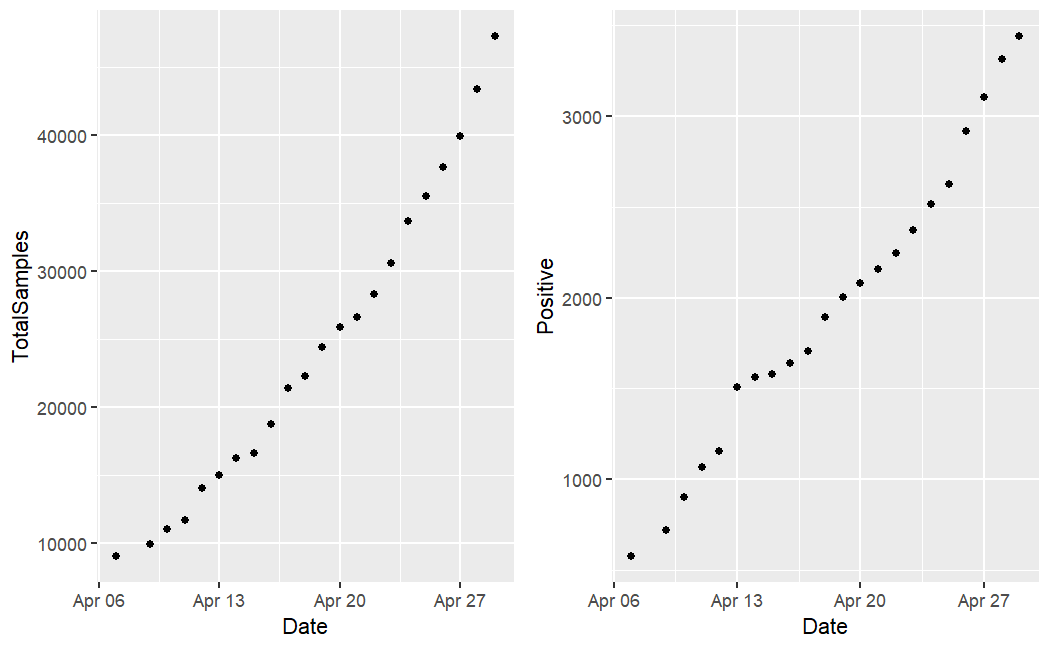 TotalSamples
40000
30000
20000
10000
Apr 06 Apr 13 Apr 20 Apr 27
Date
Positive
3000
2000
1000
Apr 06 Apr 13 Apr 20 Apr 27
Date